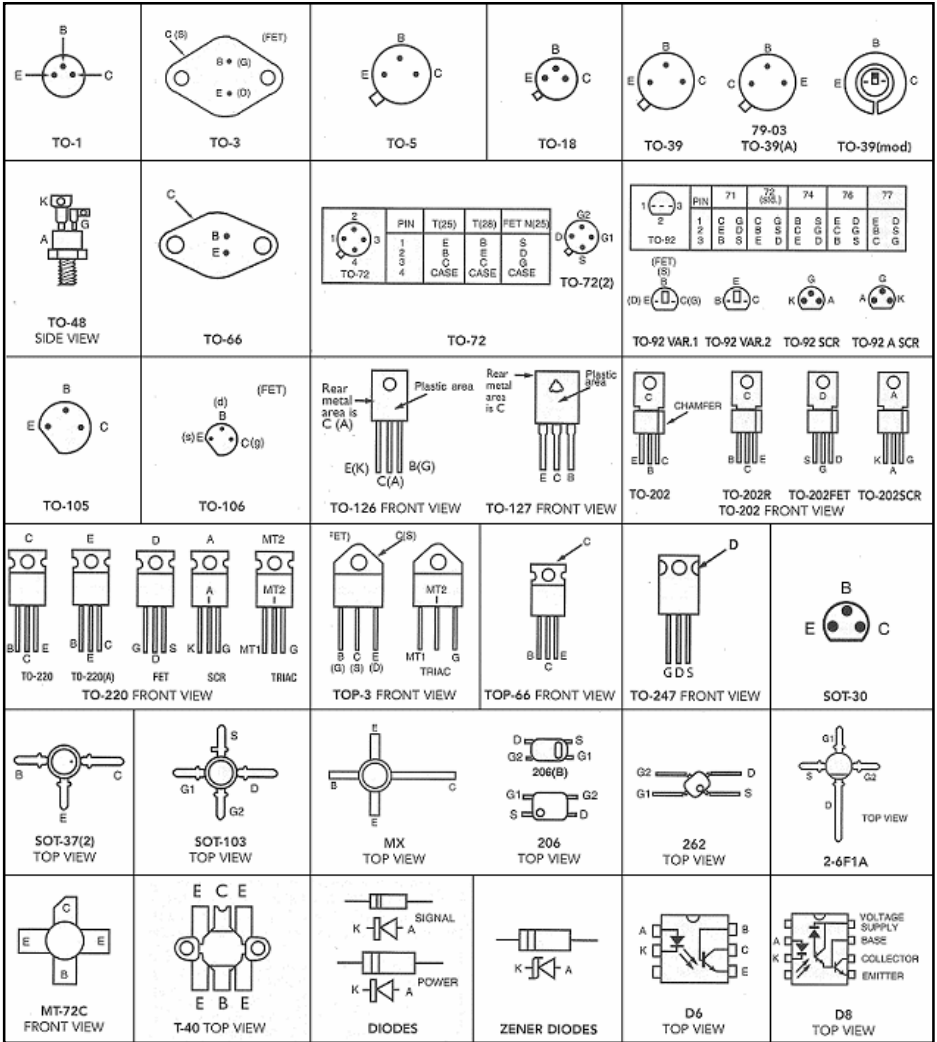 B
E C
TO-1
C (S) (FET)
B (G)
E (D)
TO-3
B
E C
TO-5
B
E C
TO-18
B
E C
TO-39
B
C E
79-03
TO-39(A)
B
E C
TO-39(mod)
K
G
A
TO-48
SIDE VIEW
C
B
E
TO-66
2
1 3
4
TO-72
PIN T(25) T(28) FET N(25)
1 E B S
2 B E D
3 C C G
4 CASE CASE CASE
G2
D G1
S
TO-72(2)
TO-72
1 3
2
TO-92
PIN 71 72 (STD.) 74 76 77
1 C G C G B S E D E D
2 E D B S C G C G B S
3 B S E D E D B S C G
(FET)
(S)
B
(D) E C(G)
TO-92 VAR.1
E
B C
TO-92 VAR.2
G
K A
TO-92 SCR
G
A K
TO-92 A SCR
B
E C
TO-105
(FET)
(d)
B
(s)E C(g)
TO-106
Rear
metal
area is
C (A)
Plastic area
E(K) B(G)
C(A)
TO-126 FRONT VIEW
Rear
metal
area
is C
Plastic
area
E C B
TO-127 FRONT VIEW
C
CHAMFER
E C
B
TO-202
C
B E
C
TO-202R
D
S D
G
TO-202FET
A
K G
A
TO-202SCR
TO-202 FRONT VIEW
C
B E
C
TO-220
E
B C
E
TO-220(A)
D
G S
D
FET
A
A
K G
SCR
MT2
MT2
MT1 G
TRIAC
TO-220 FRONT VIEW
FET) C(S)
B C E
(G) (S) (D)
MT2
MT1 G
TRIAC
TOP-3 FRONT VIEW
C
B E
C
TOP-66 FRONT VIEW
D
G D S
TO-247 FRONT VIEW
B
E C
SOT-30
B C
E
SOT-37(2)
TOP VIEW
S
G1 D
G2
SOT-103
TOP VIEW
E
B C
E
MX
TOP VIEW
D S
G2 G1
206(B)
G1 G2
S D
206
TOP VIEW
G2 D
G1 S
262
TOP VIEW
G1
S G2
D
TOP VIEW
2-6F1A
C
E E
B
MT-72C
FRONT VIEW
E C E
E B E
T-40 TOP VIEW
SIGNAL
K A
POWER
K A
DIODES
K A
ZENER DIODES
A B
K C
E
D6
TOP VIEW
VOLTAGE
SUPPLY
A BASE
K COLLECTOR
EMITTER
D8
TOP VIEW